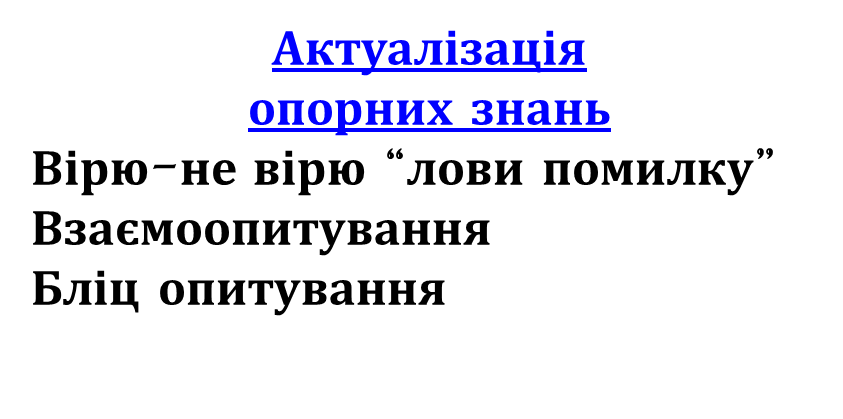 Актуалізація
опорних знань
Вірю-не вірю “лови помилку”
Взаємоопитування
Бліц опитування